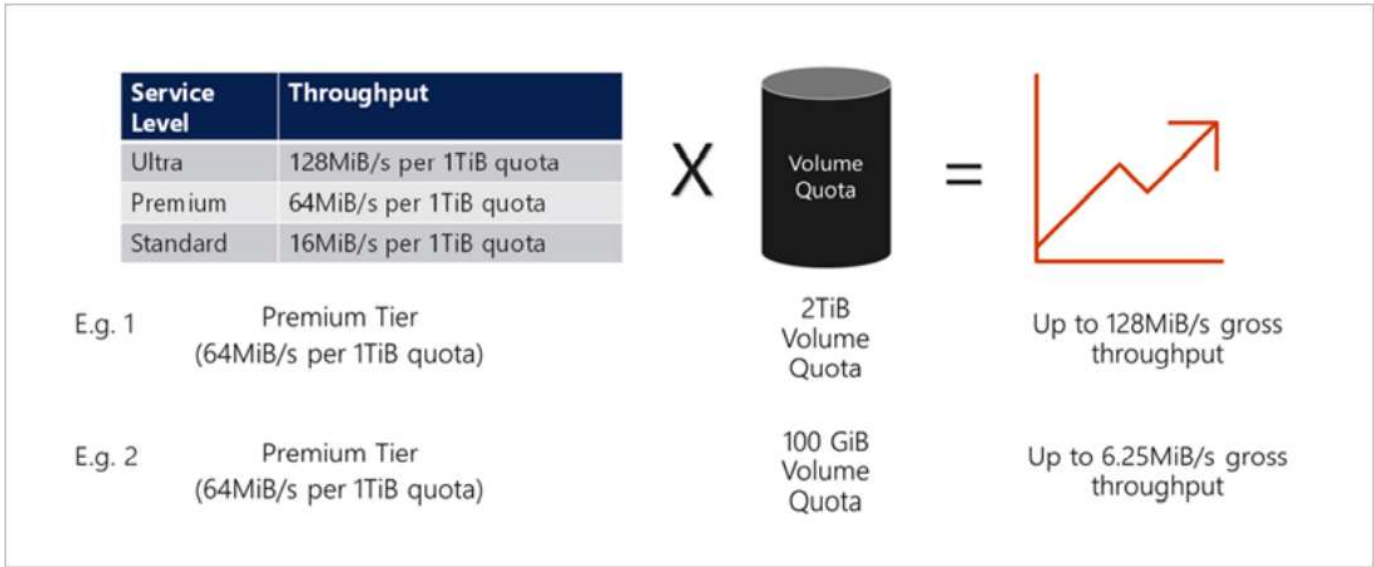 Service Level Throughput
Ultra 128MiB/s per 1TiB quota
Premium 64MiB/s per 1TiB quota
Standard 16MiB/s per 1TiB quota
X
Volume
Quota
=
E.g. 1
Premium Tier
(64MiB/s per 1TiB quota)
2TiB
Volume
Quota
Up to 128MiB/s gross
throughput
E.g. 2
Premium Tier
(64MiB/s per 1TiB quota)
100 GiB
Volume
Quota
Up to 6.25MiB/s gross
throughput